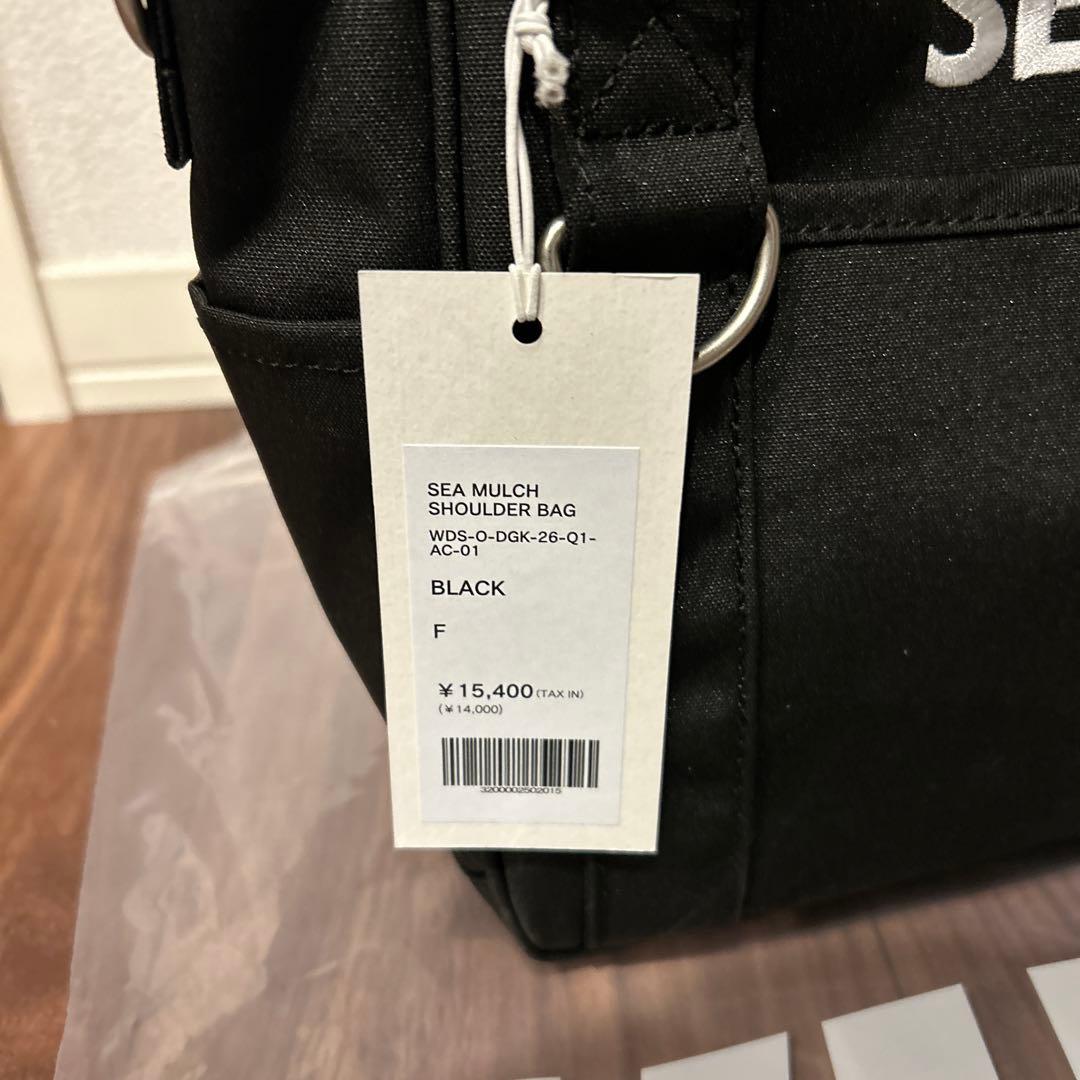 SE
SEA MULCH
SHOULDER BAG
WDS-O-DGK-26-Q1-
AC-01
BLACK
F
¥15,400(TAX IN)
(¥14,000)
3200002502015